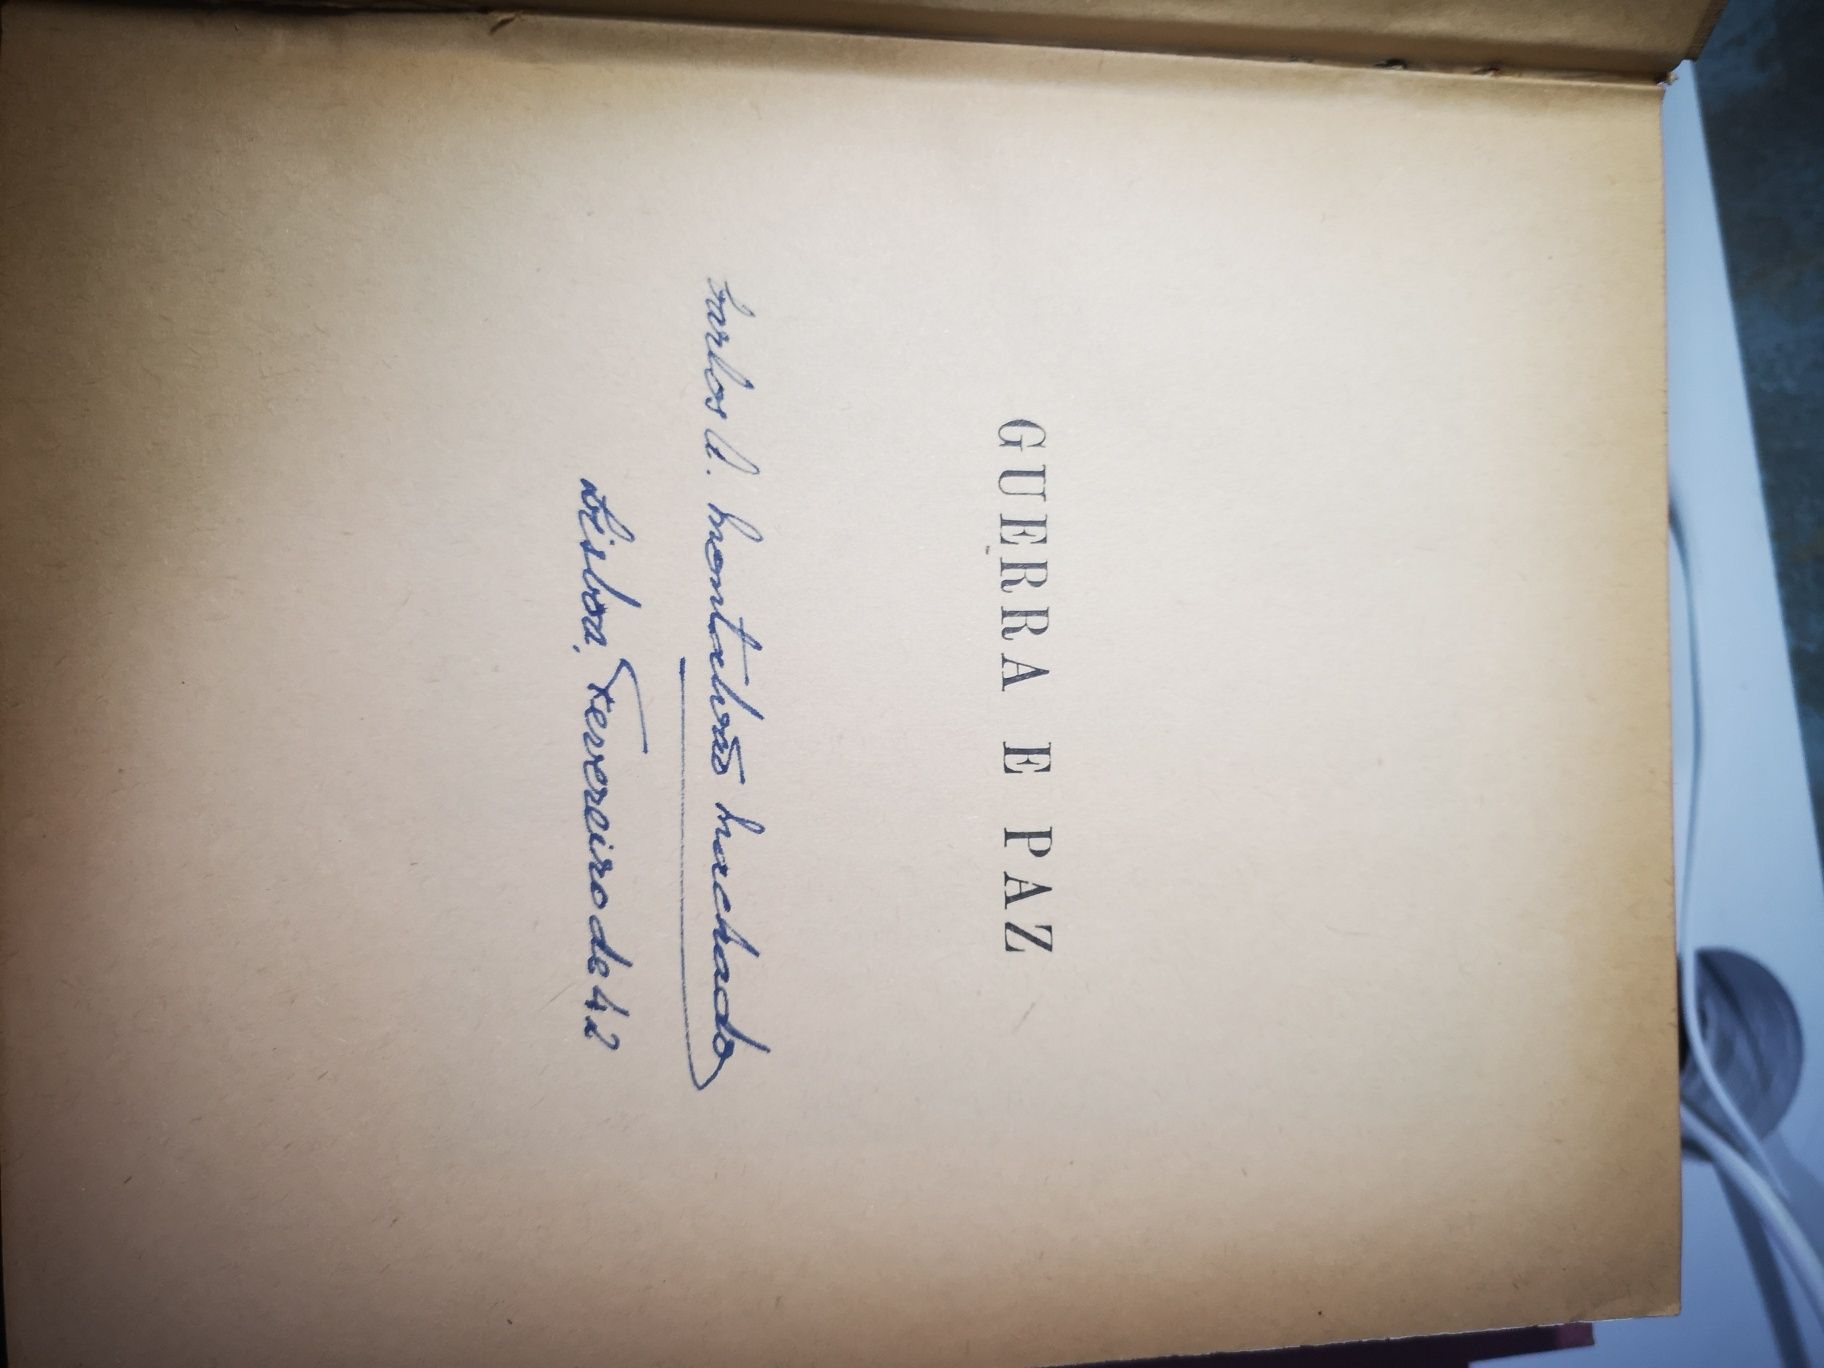 GUERRA E PAZ
Carlos A. Montalvão Machado
Lisboa, Fevereiro de 42